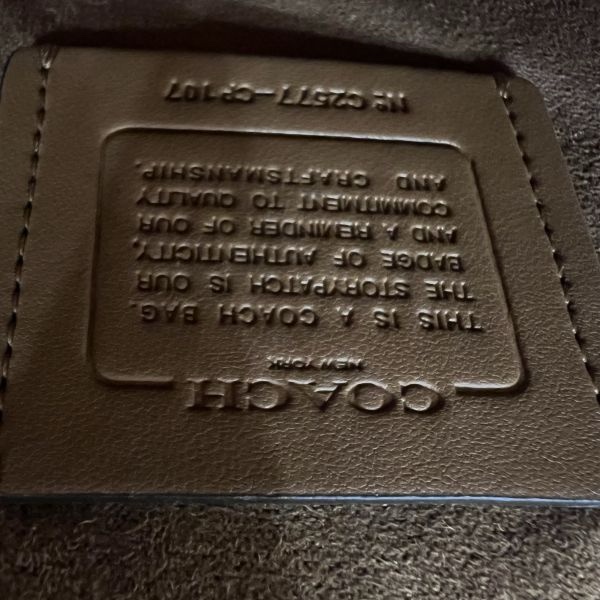 COACH
NEW YORK
THIS IS A COACH BAG.
THE STORYPATCH IS OUR
BADGE OF AUTHENTICITY,
AND A REMINDER OF OUR
COMMITMENT TO QUALITY
AND CRAFTSMANSHIP.
Nº C2577-CP107